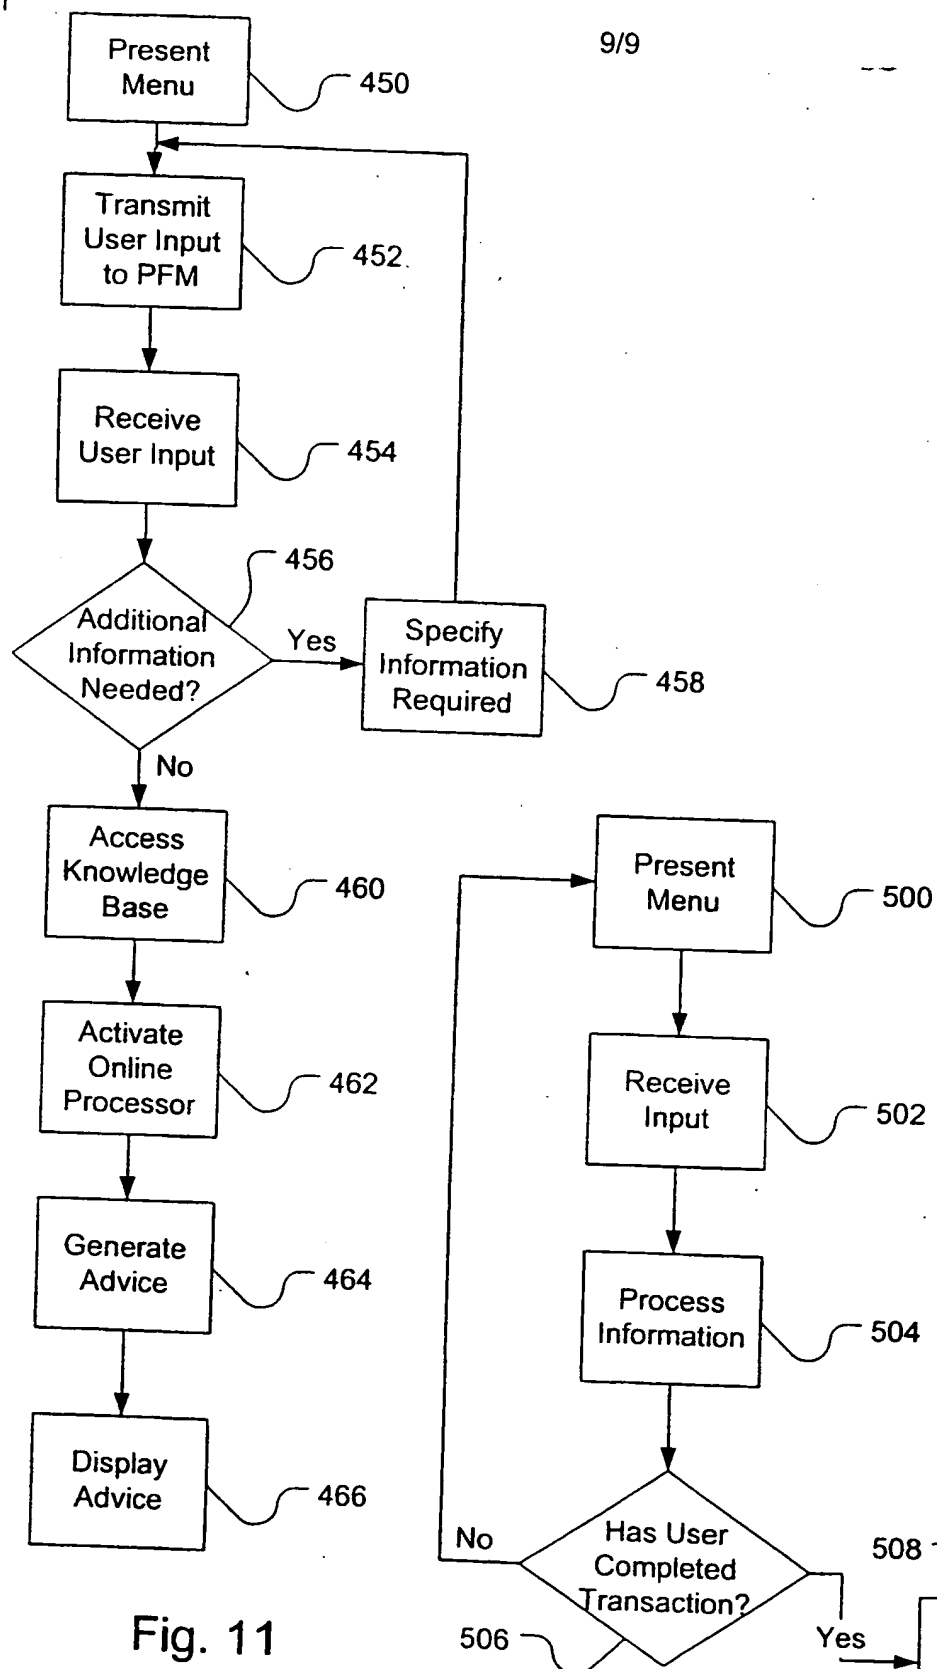 9/9
Present
Menu
450
Transmit
User Input
to PFM
452
Receive
User Input
454
456
Additional
Information
Needed?
Yes
Specify
Information
Required
458
No
Access
Knowledge
Base
460
Activate
Online
Processor
462
Generate
Advice
464
Display
Advice
466
Fig. 11
Present
Menu
500
Receive
Input
502
Process
Information
504
Has User
Completed
Transaction?
No
506
Yes
508